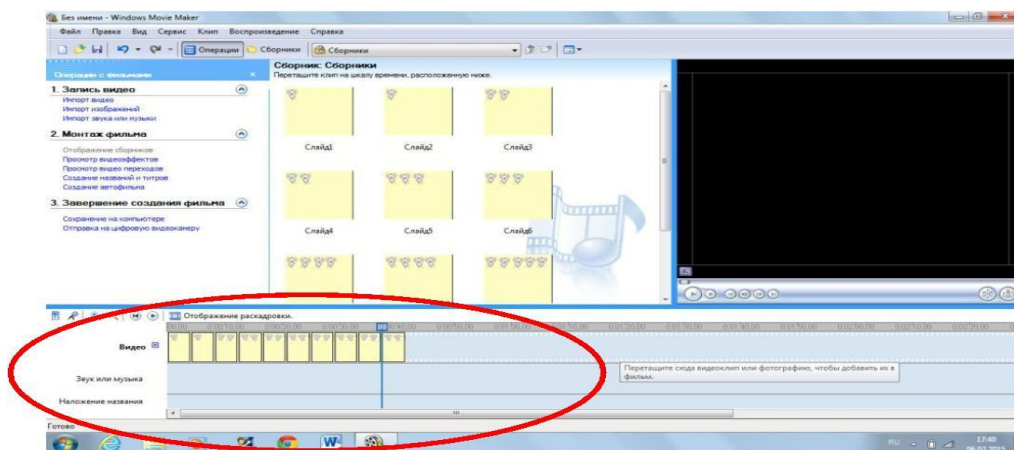 Без имени - Windows Movie Maker
Файл Правка Вид Сервис Клип Воспроизведение Справка
Операции Сборники Сборники
Операции с фильмами
Сборник: Сборники
Перетащите клип на шкалу времени, расположенную ниже.
1. Запись видео
Импорт видео
Импорт изображений
Импорт звука или музыки
2. Монтаж фильма
Отображение сборников
Просмотр видеоэффектов
Просмотр видео переходов
Создание названий и титров
Создание автофильма
3. Завершение создания фильма
Сохранение на компьютере
Отправка на цифровую видеокамеру
Слайд1 Слайд2 Слайд3
Слайд4 Слайд5 Слайд6
Отображение раскадровки.
Видео
Звук или музыка
Наложение названия
Перетащите сюда видеоклип или фотографию, чтобы добавить их в
фильм.
Готово
RU
17:40
06.02.2015